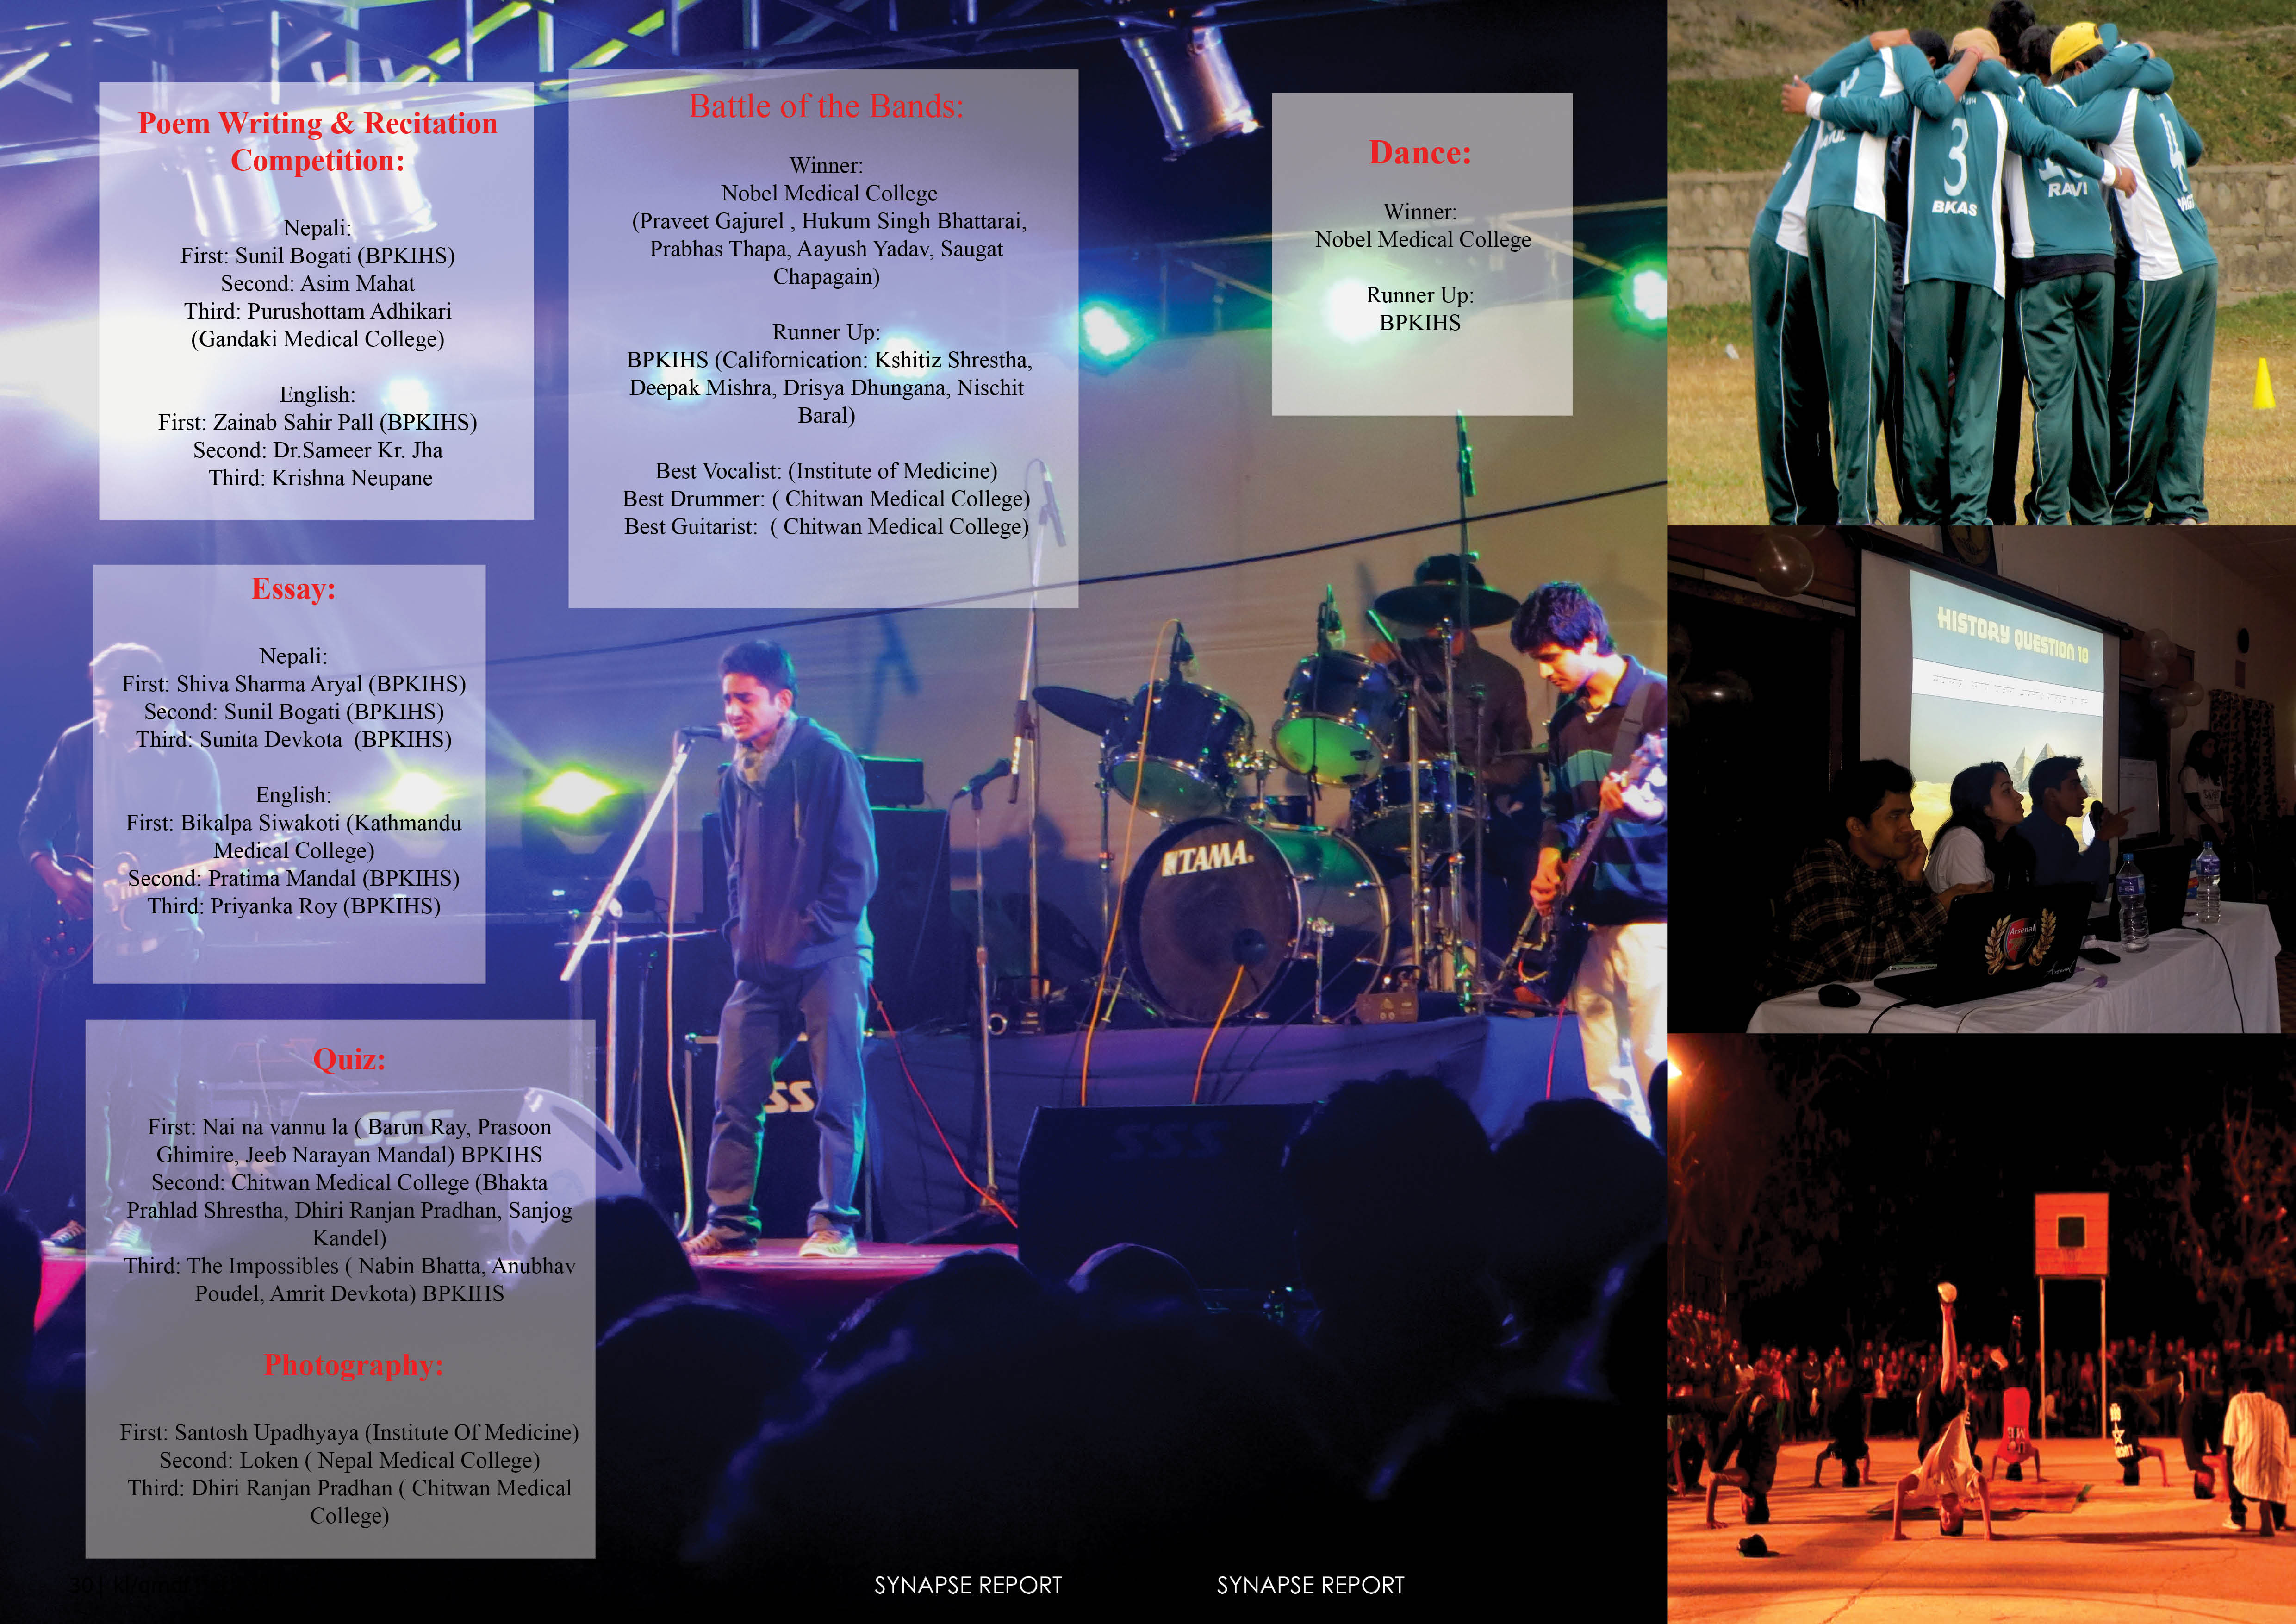 Poem Writing & Recitation
Competition:
Nepali:
First: Sunil Bogati (BPKIHS)
Second: Asim Mahat
Third: Purushottam Adhikari
(Gandaki Medical College)
English:
First: Zainab Sahir Pall (BPKIHS)
Second: Dr.Sameer Kr. Jha
Third: Krishna Neupane
Essay:
Nepali:
First: Shiva Sharma Aryal (BPKIHS)
Second: Sunil Bogati (BPKIHS)
Third: Sunita Devkota (BPKIHS)
English:
First: Bikalpa Siwakoti (Kathmandu
Medical College)
Second: Pratima Mandal (BPKIHS)
Third: Priyanka Roy (BPKIHS)
Quiz:
First: Nai na vannu la ( Barun Ray, Prasoon
Ghimire, Jeeb Narayan Mandal) BPKIHS
Second: Chitwan Medical College (Bhakta
Prahlad Shrestha, Dhiri Ranjan Pradhan, Sanjog
Kandel)
Third: The Impossibles ( Nabin Bhatta, Anubhav
Poudel, Amrit Devkota) BPKIHS
Photography:
First: Santosh Upadhyaya (Institute Of Medicine)
Second: Loken ( Nepal Medical College)
Third: Dhiri Ranjan Pradhan ( Chitwan Medical
College)
Battle of the Bands:
Winner:
Nobel Medical College
(Praveet Gajurel , Hukum Singh Bhattarai,
Prabhas Thapa, Aayush Yadav, Saugat
Chapagain)
Runner Up:
BPKIHS (Californication: Kshitiz Shrestha,
Deepak Mishra, Drisya Dhungana, Nischit
Baral)
Best Vocalist: (Institute of Medicine)
Best Drummer: ( Chitwan Medical College)
Best Guitarist: ( Chitwan Medical College)
Dance:
Winner:
Nobel Medical College
Runner Up:
BPKIHS
TAMA
SSS
SSS
SSS
3
BKAS
RAVI
4
HISTORY QUESTION 10
Arsenal
30
SYNAPSE REPORT
SYNAPSE REPORT